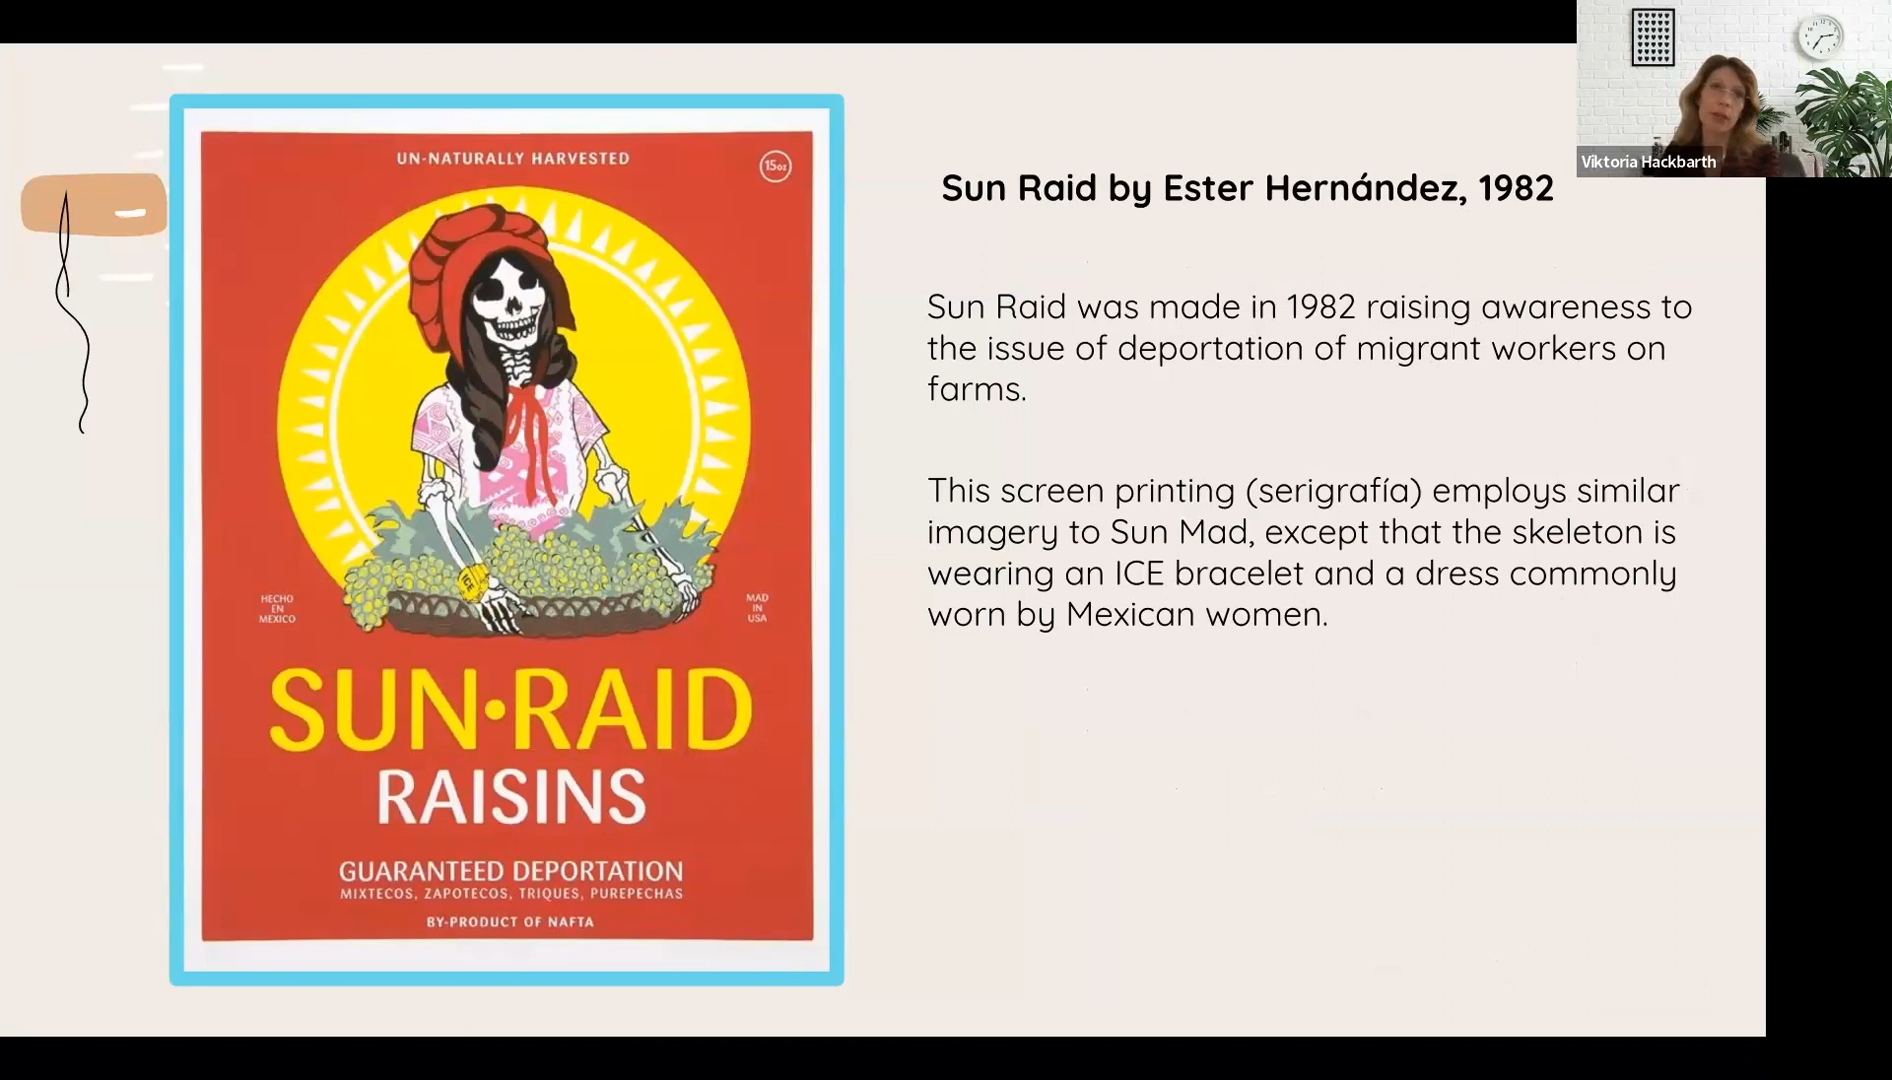 UN-NATURALLY HARVESTED
15oz
ICE
HECHO
EN
MEXICO
MAD
IN
USA
SUN•RAID
RAISINS
GUARANTEED DEPORTATION
MIXTECOS, ZAPOTECOS, TRIQUES, PUREPECHAS
BY-PRODUCT OF NAFTA
Sun Raid by Ester Hernández, 1982
Sun Raid was made in 1982 raising awareness to
the issue of deportation of migrant workers on
farms.
This screen printing (serigrafía) employs similar
imagery to Sun Mad, except that the skeleton is
wearing an ICE bracelet and a dress commonly
worn by Mexican women.
Viktoria Hackbarth